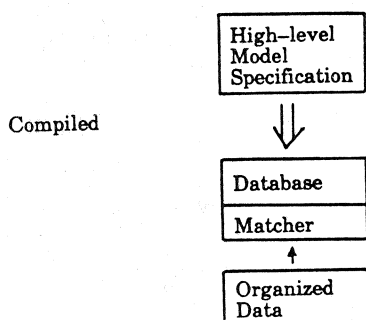 High-level
Model
Specification
Compiled
Database
Matcher
Organized
Data